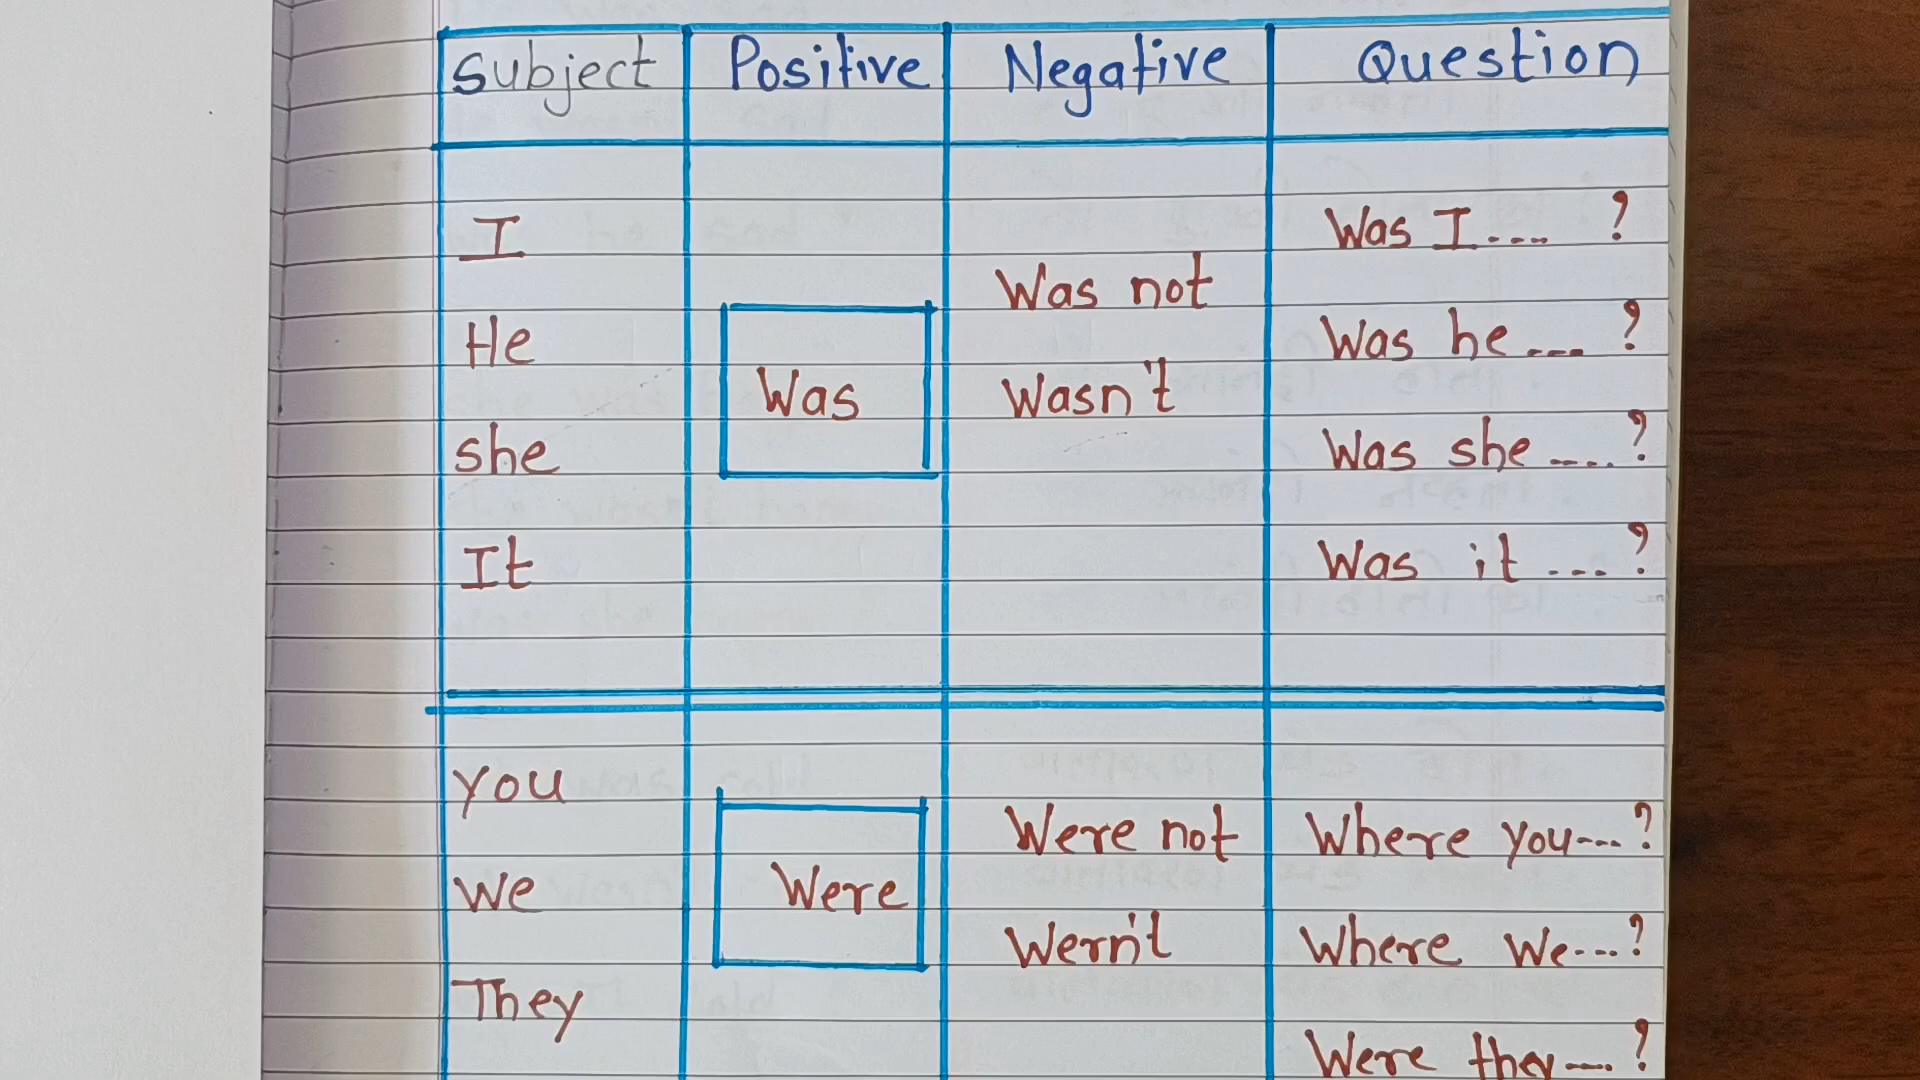 Subject Positive Negative Question
I
Was I.... ?
Was not
He
Was he.... ?
Was
Wasn't
she
Was she....?
It
Was it ...?
you
Were not
Where you....?
We
Were
Wern't
Where We....?
They
Were they....?